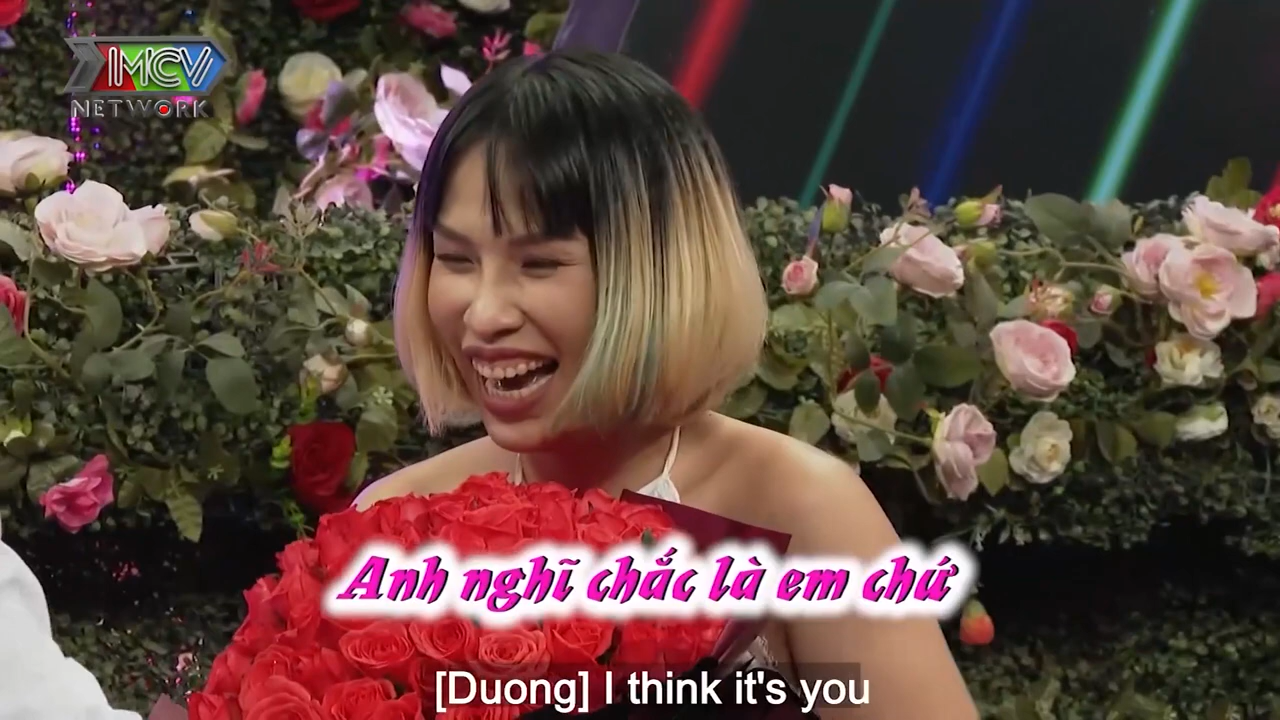 MCV
NETWORK
Anh nghĩ chắc là em chứ
[Duong] I think it's you